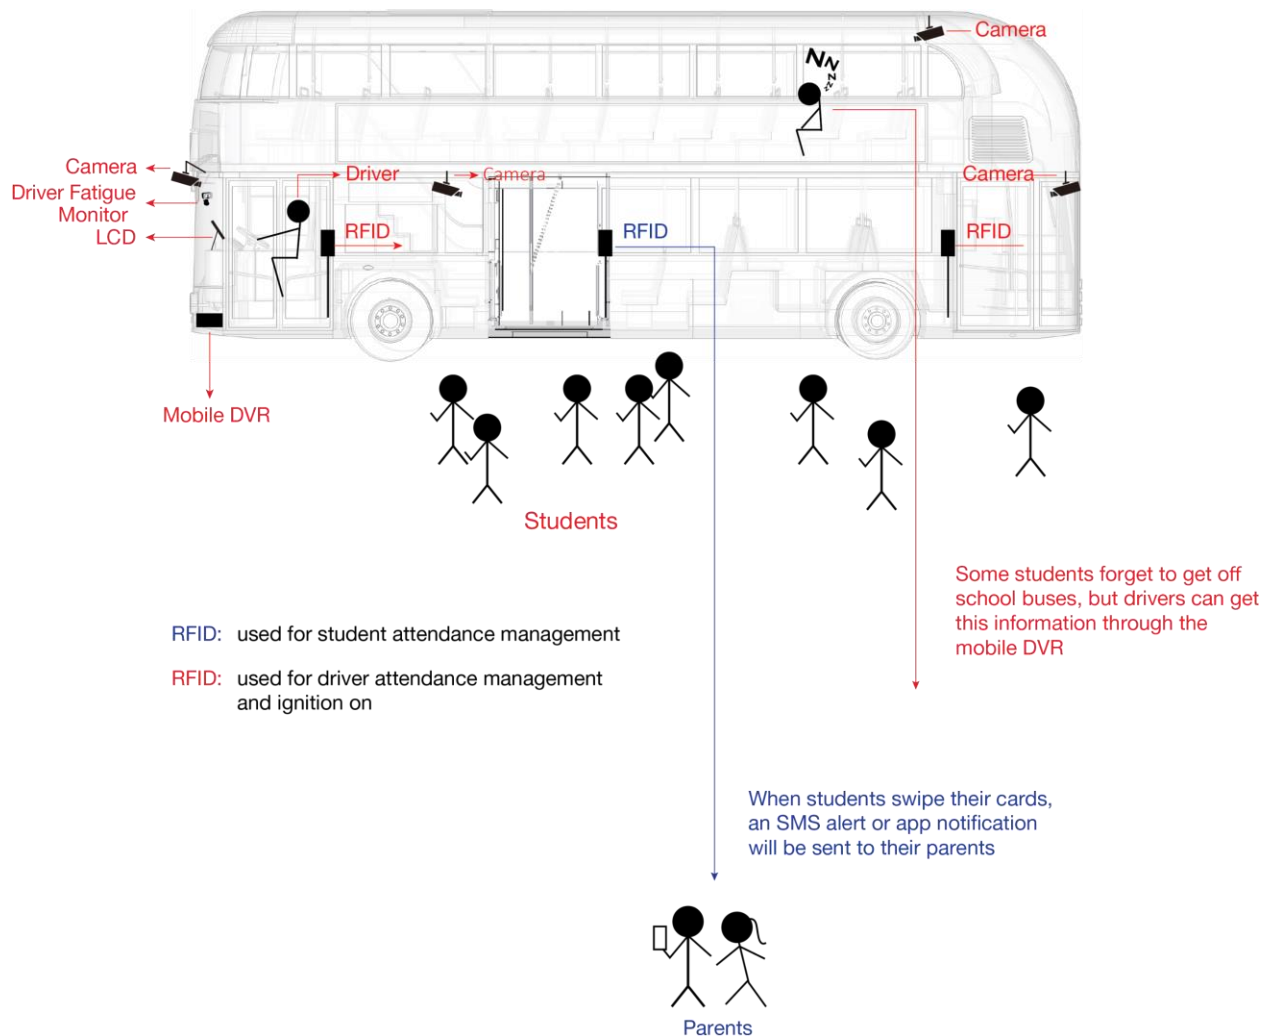 Camera
NNzzzz
Camera
Driver Fatigue
Monitor
LCD
Driver
Camera
Camera
RFID
RFID
RFID
Mobile DVR
Students
Some students forget to get off
school buses, but drivers can get
this information through the
mobile DVR
RFID: used for student attendance management
RFID: used for driver attendance management
and ignition on
When students swipe their cards,
an SMS alert or app notification
will be sent to their parents
Parents